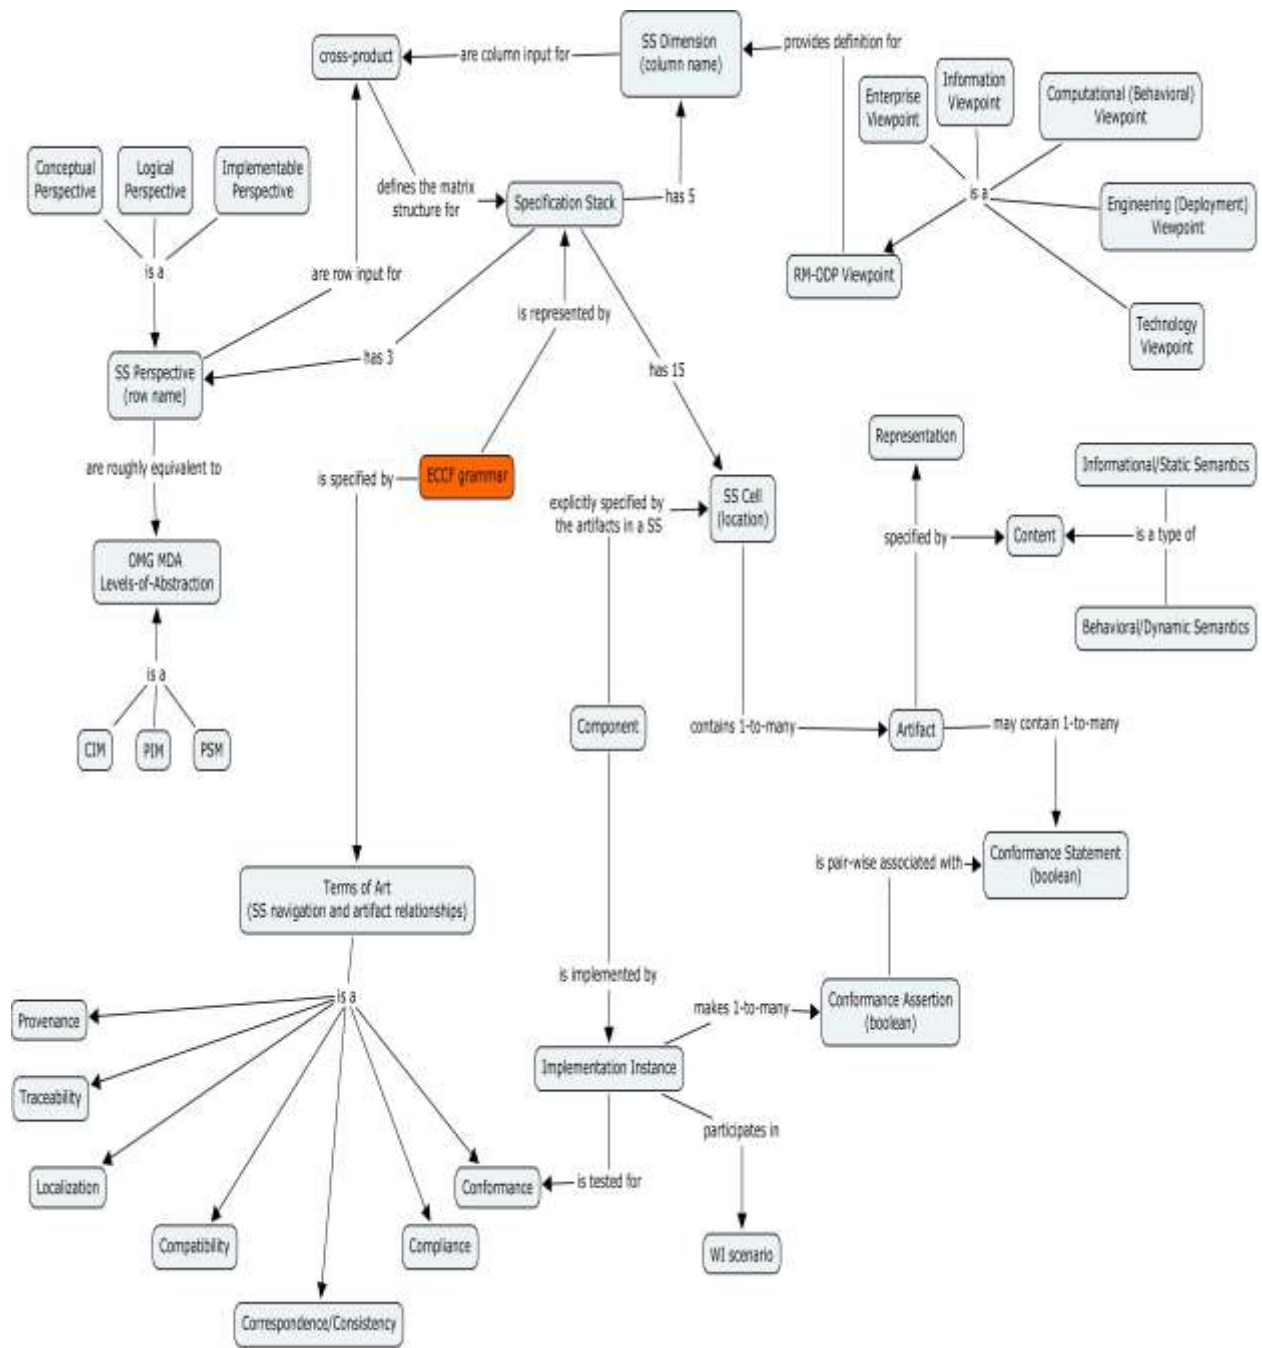 SS Dimension
(column name)
cross-product
are column input for
provides definition for
Enterprise
Viewpoint
Information
Viewpoint
Computational (Behavioral)
Viewpoint
Conceptual
Perspective
Logical
Perspective
Implementable
Perspective
defines the matrix
structure for
Specification Stack
has 5
is a
Engineering (Deployment)
Viewpoint
is a
are row input for
RM-ODP Viewpoint
is represented by
Technology
Viewpoint
SS Perspective
(row name)
has 3
has 15
Representation
are roughly equivalent to
is specified by
ECCF grammar
Informational/Static Semantics
explicitly specified by
the artifacts in a SS
SS Cell
(location)
specified by
Content
is a type of
OMG MDA
Levels-of-Abstraction
Behavioral/Dynamic Semantics
is a
CIM
PIM
PSM
Component
contains 1-to-many
Artifact
may contain 1-to-many
is pair-wise associated with
Conformance Statement
(boolean)
Terms of Art
(SS navigation and artifact relationships)
is implemented by
is a
makes 1-to-many
Conformance Assertion
(boolean)
Provenance
Implementation Instance
Traceability
participates in
Localization
Conformance
is tested for
Compatibility
Compliance
WI scenario
Correspondence/Consistency